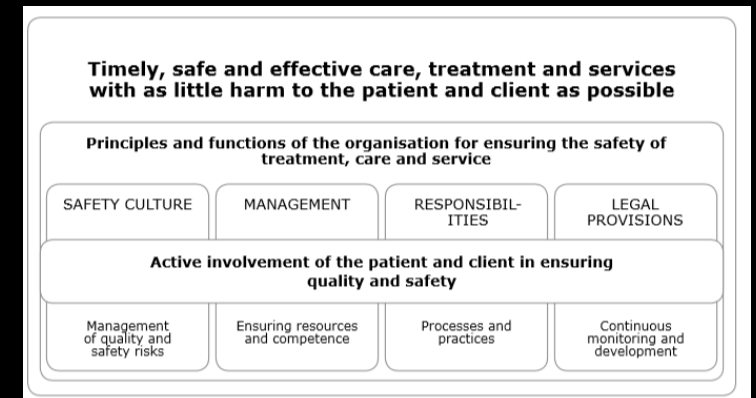 Timely, safe and effective care, treatment and services
with as little harm to the patient and client as possible
Principles and functions of the organisation for ensuring the safety of
treatment, care and service
SAFETY CULTURE
MANAGEMENT
RESPONSIBIL-
ITIES
LEGAL
PROVISIONS
Active involvement of the patient and client in ensuring
quality and safety
Management
of quality and
safety risks
Ensuring resources
and competence
Processes and
practices
Continuous
monitoring and
development